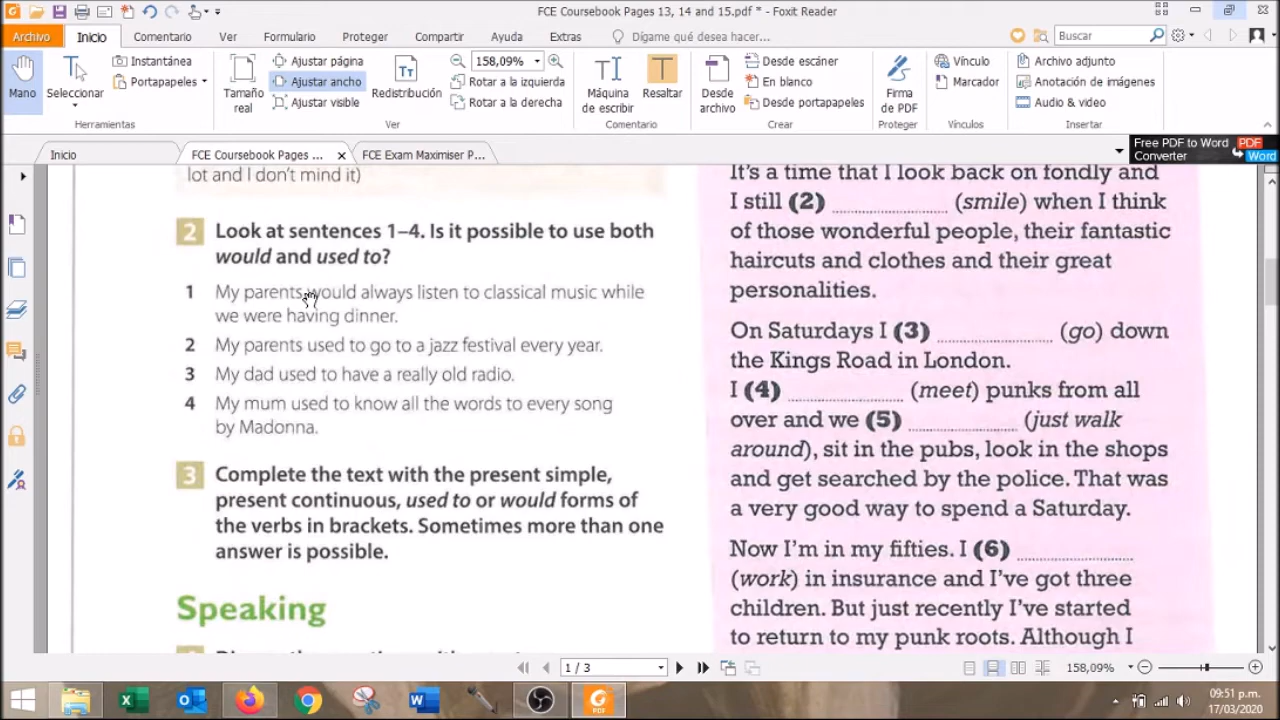 FCE Coursebook Pages 13, 14 and 15.pdf * - Foxit Reader
Archivo Inicio Comentario Ver Formulario Proteger Compartir Ayuda Extras Dígame qué desea hacer... Buscar
Mano
Seleccionar
Instantánea
Portapapeles
Herramientas
Tamaño real
Ajustar página
Ajustar ancho
Ajustar visible
Redistribución
158,09%
Rotar a la izquierda
Rotar a la derecha
Ver
Máquina de escribir
Resaltar
Comentario
Desde archivo
Desde escáner
En blanco
Desde portapapeles
Crear
Firma de PDF
Proteger
Vínculo
Marcador
Vínculos
Archivo adjunto
Anotación de imágenes
Audio & video
Insertar
Inicio
FCE Coursebook Pages ...
FCE Exam Maximiser P...
Free PDF to Word
Converter
PDF
Word
lot and I don't mind it)
2 Look at sentences 1–4. Is it possible to use both
would and used to?
1 My parents would always listen to classical music while
we were having dinner.
2 My parents used to go to a jazz festival every year.
3 My dad used to have a really old radio.
4 My mum used to know all the words to every song
by Madonna.
3 Complete the text with the present simple,
present continuous, used to or would forms of
the verbs in brackets. Sometimes more than one
answer is possible.
Speaking
It's a time that I look back on fondly and
I still (2) .................... (smile) when I think
of those wonderful people, their fantastic
haircuts and clothes and their great
personalities.
On Saturdays I (3) .................... (go) down
the Kings Road in London.
I (4) .................... (meet) punks from all
over and we (5) .................... (just walk
around), sit in the pubs, look in the shops
and get searched by the police. That was
a very good way to spend a Saturday.
Now I'm in my fifties. I (6) ....................
(work) in insurance and I've got three
children. But just recently I've started
to return to my punk roots. Although I
1 / 3
158,09%
09:51 p.m.
17/03/2020